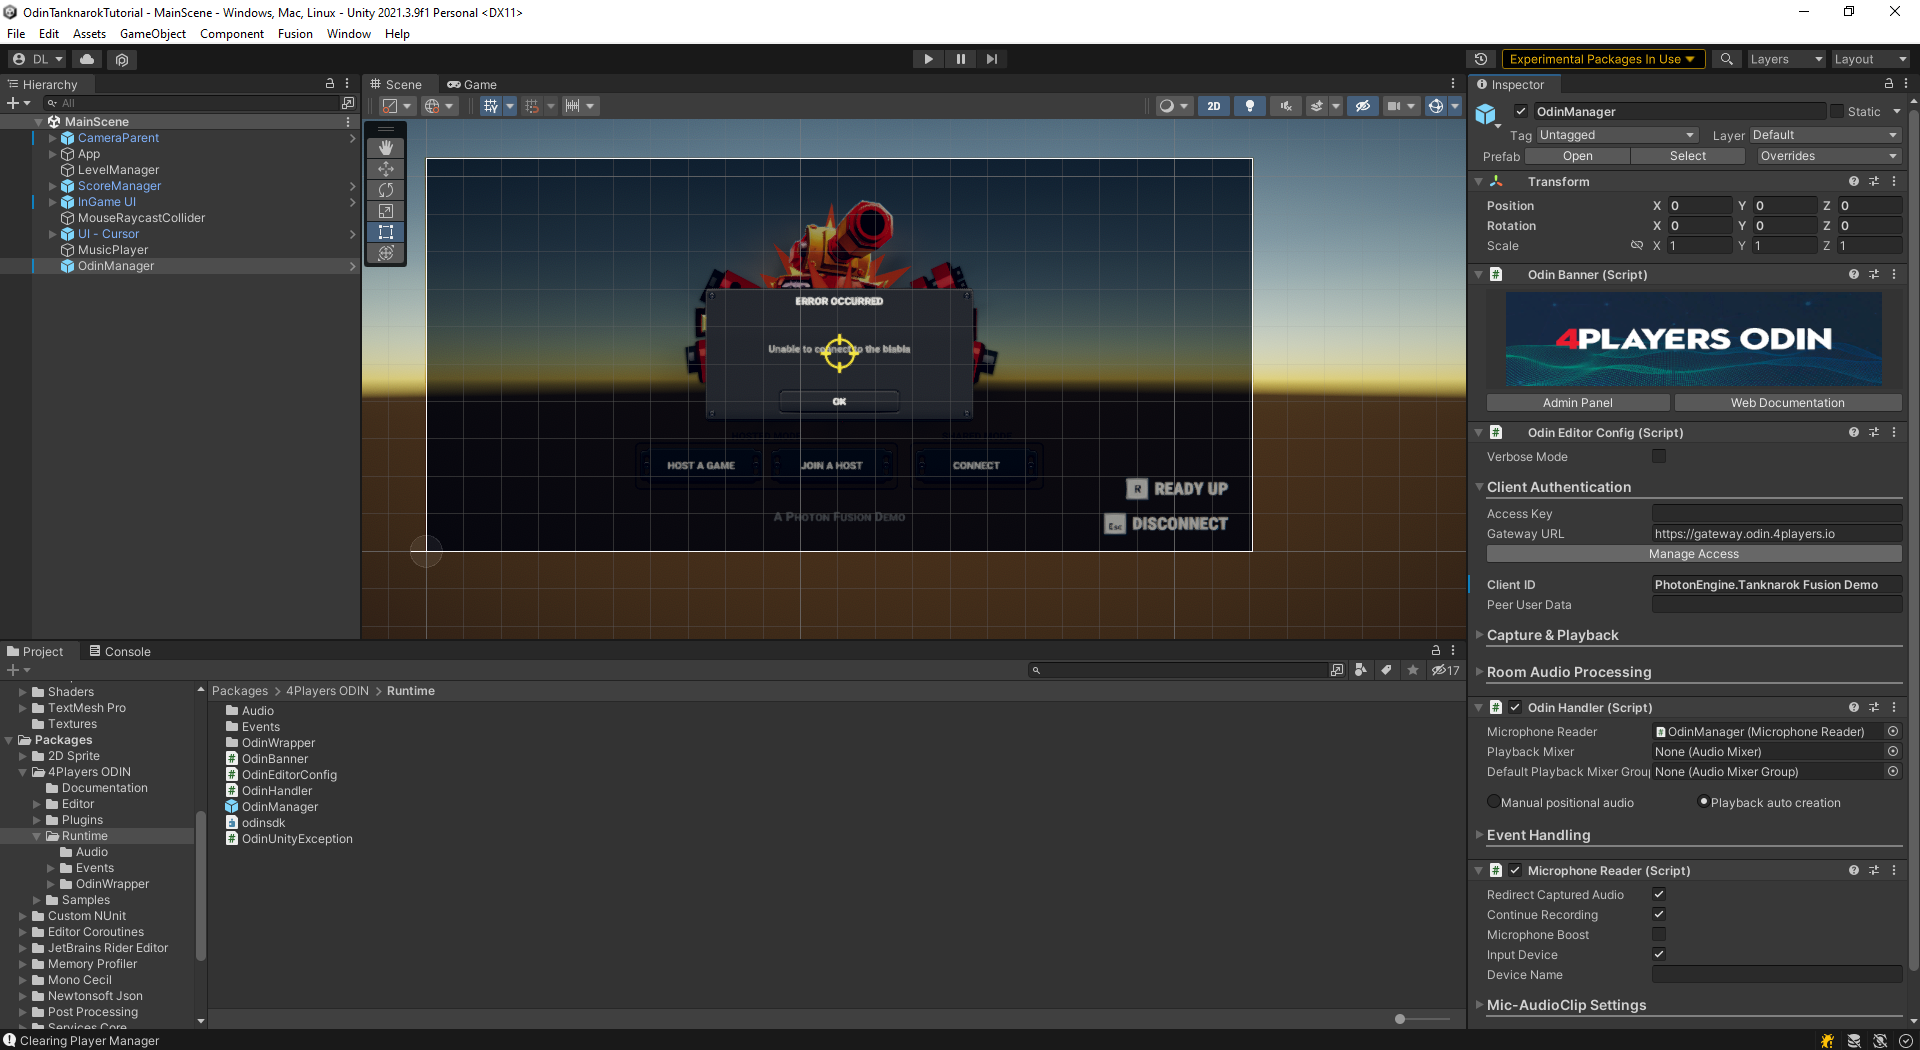 OdinTanknarokTutorial - MainScene - Windows, Mac, Linux - Unity 2021.3.9f1 Personal <DX11>
File Edit Assets GameObject Component Fusion Window Help
DL
Experimental Packages In Use
Layers
Layout
Hierarchy
All
MainScene
CameraParent
App
LevelManager
ScoreManager
InGame UI
MouseRaycastCollider
UI - Cursor
MusicPlayer
OdinManager
Scene
Game
2D
ERROR OCCURRED
Unable to connect to the blabla
OK
HOST A GAME
JOIN A HOST
CONNECT
A Photon Fusion Demo
R READY UP
Esc DISCONNECT
Project
Console
17
Shaders
TextMesh Pro
Textures
Packages
2D Sprite
4Players ODIN
Documentation
Editor
Plugins
Runtime
Audio
Events
OdinWrapper
Samples
Custom NUnit
Editor Coroutines
JetBrains Rider Editor
Memory Profiler
Mono Cecil
Newtonsoft Json
Post Processing
Services Core
Packages > 4Players ODIN > Runtime
Audio
Events
OdinWrapper
OdinBanner
OdinEditorConfig
OdinHandler
OdinManager
odinsdk
OdinUnityException
Inspector
OdinManager
Static
Tag Untagged
Layer Default
Prefab Open Select Overrides
Transform
Position X 0 Y 0 Z 0
Rotation X 0 Y 0 Z 0
Scale X 1 Y 1 Z 1
Odin Banner (Script)
4PLAYERS ODIN
Admin Panel
Web Documentation
Odin Editor Config (Script)
Verbose Mode
Client Authentication
Access Key
Gateway URL https://gateway.odin.4players.io
Manage Access
Client ID PhotonEngine.Tanknarok Fusion Demo
Peer User Data
Capture & Playback
Room Audio Processing
Odin Handler (Script)
Microphone Reader OdinManager (Microphone Reader)
Playback Mixer None (Audio Mixer)
Default Playback Mixer Grou None (Audio Mixer Group)
Manual positional audio
Playback auto creation
Event Handling
Microphone Reader (Script)
Redirect Captured Audio
Continue Recording
Microphone Boost
Input Device
Device Name
Mic-AudioClip Settings
Clearing Player Manager